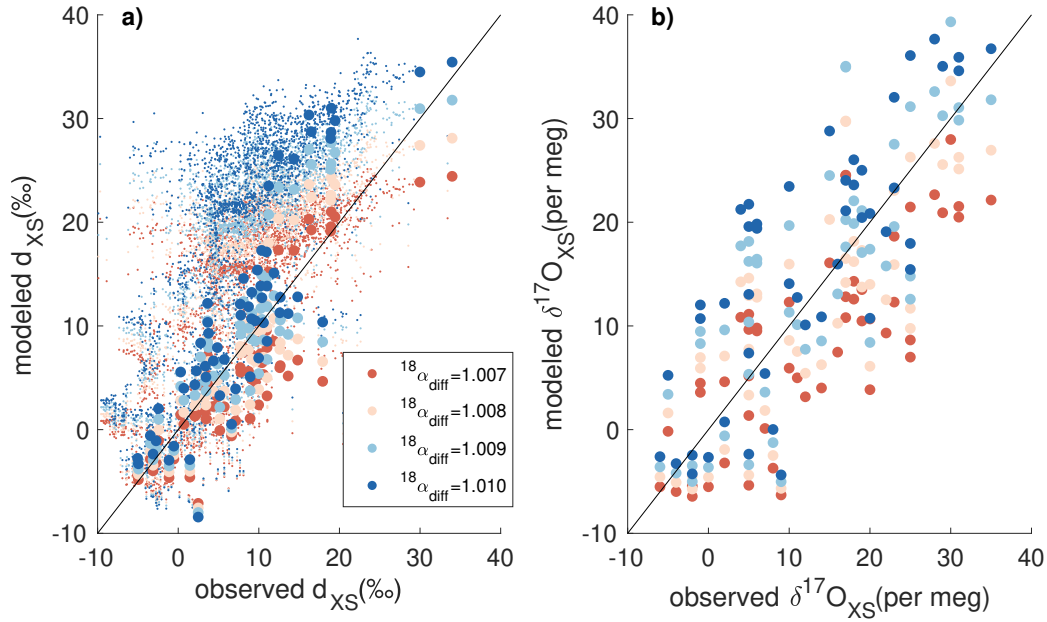 a)
40
30
20
10
0
-10
-10 0 10 20 30 40
modeled d_XS(‰)
observed d_XS(‰)
¹⁸α_diff=1.007
¹⁸α_diff=1.008
¹⁸α_diff=1.009
¹⁸α_diff=1.010
b)
40
30
20
10
0
-10
-10 0 10 20 30 40
modeled δ¹⁷O_XS(per meg)
observed δ¹⁷O_XS(per meg)